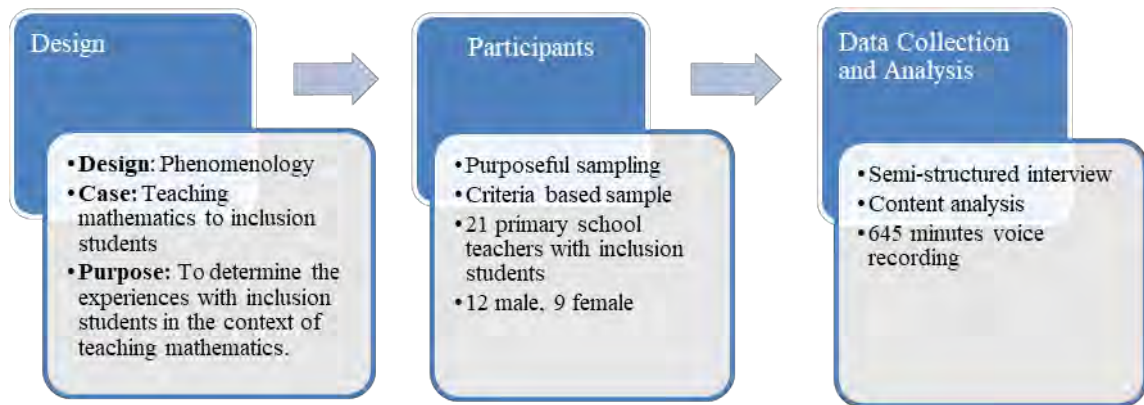 Design
• Design: Phenomenology
• Case: Teaching
mathematics to inclusion
students
• Purpose: To determine the
experiences with inclusion
students in the context of
teaching mathematics.
Participants
• Purposeful sampling
• Criteria based sample
• 21 primary school
teachers with inclusion
students
• 12 male, 9 female
Data Collection
and Analysis
• Semi-structured interview
• Content analysis
• 645 minutes voice
recording